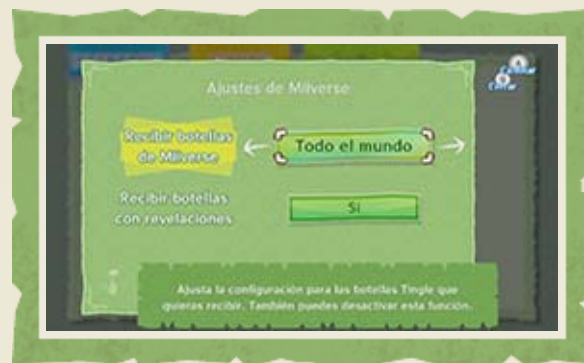 Ajustes de Miiverse
Recibir botellas
de Miiverse
Todo el mundo
Recibir botellas
con revelaciones
Sí
Ajusta la configuración para las botellas Tingle que
quieras recibir. También puedes desactivar esta función.
Cerrar